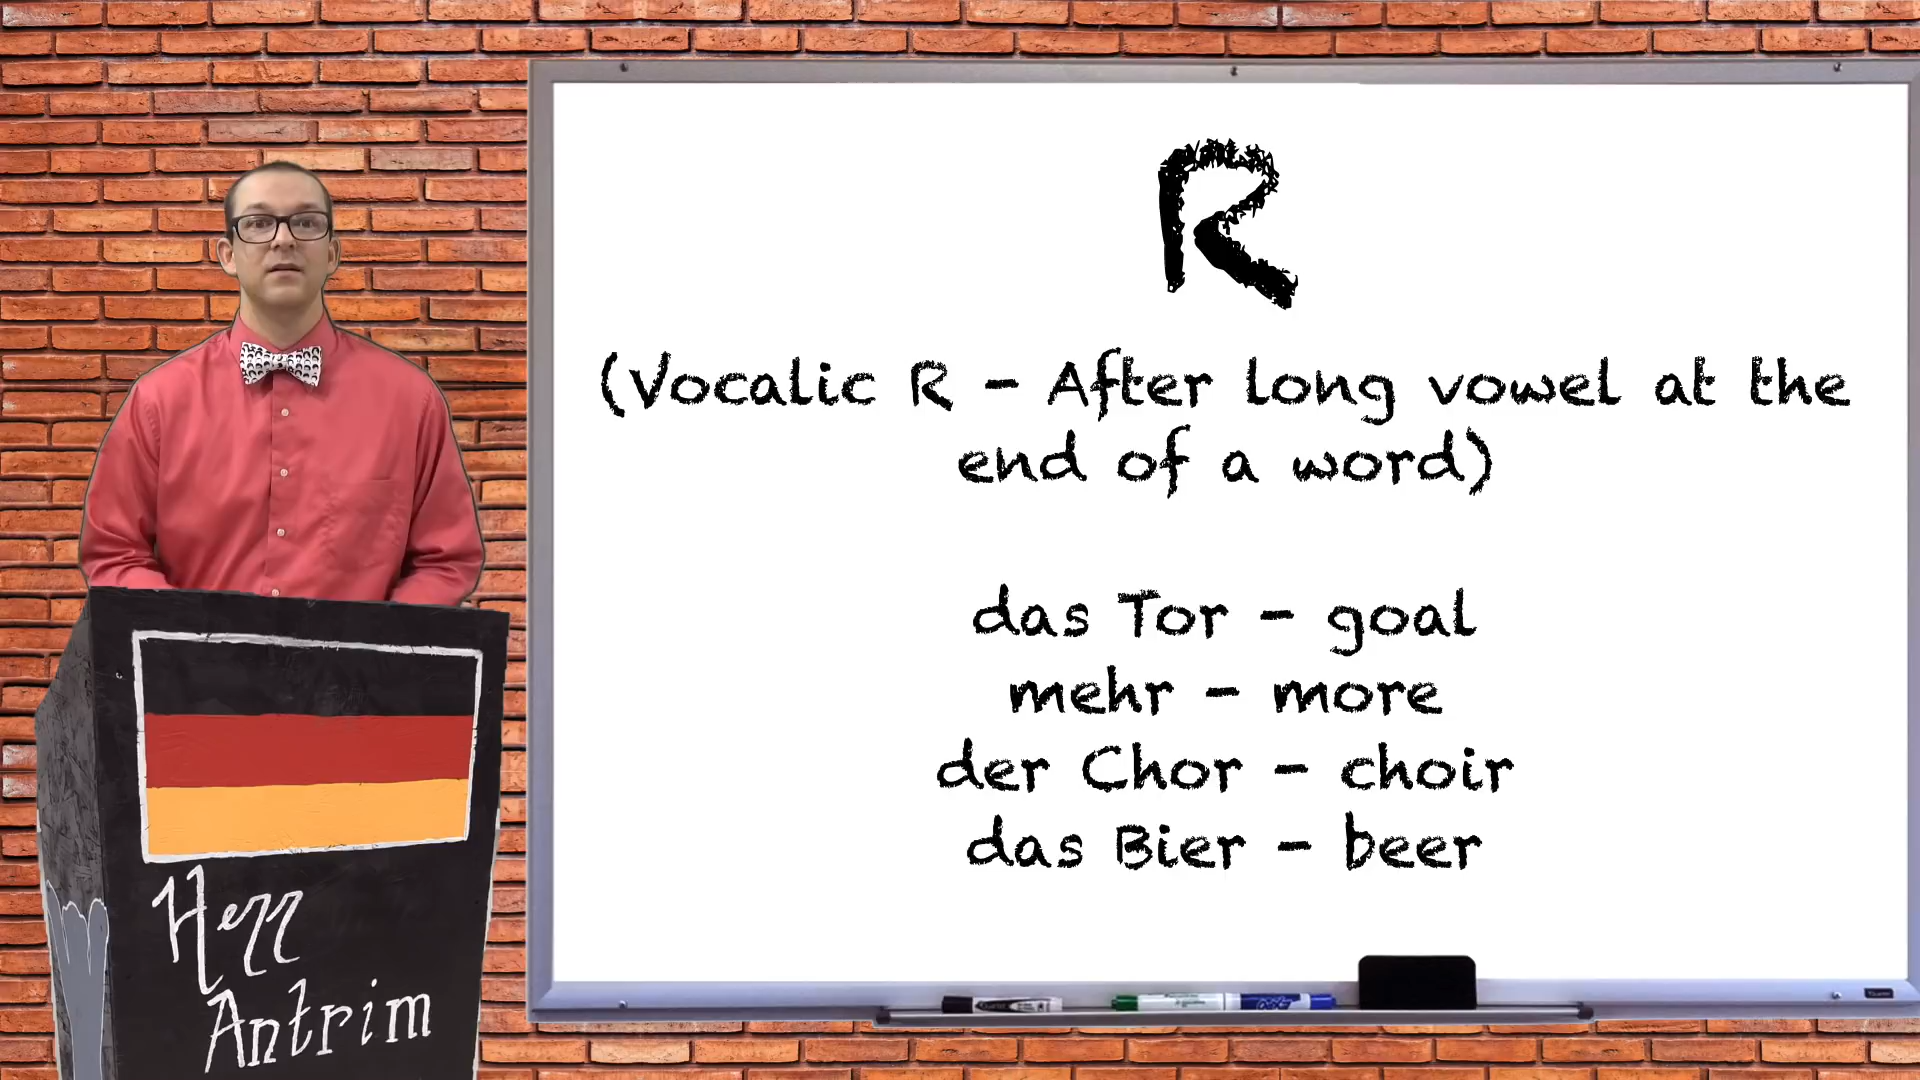 R
(Vocalic R - After long vowel at the
end of a word)
das Tor - goal
mehr - more
der Chor - choir
das Bier - beer
Herr
Antrim